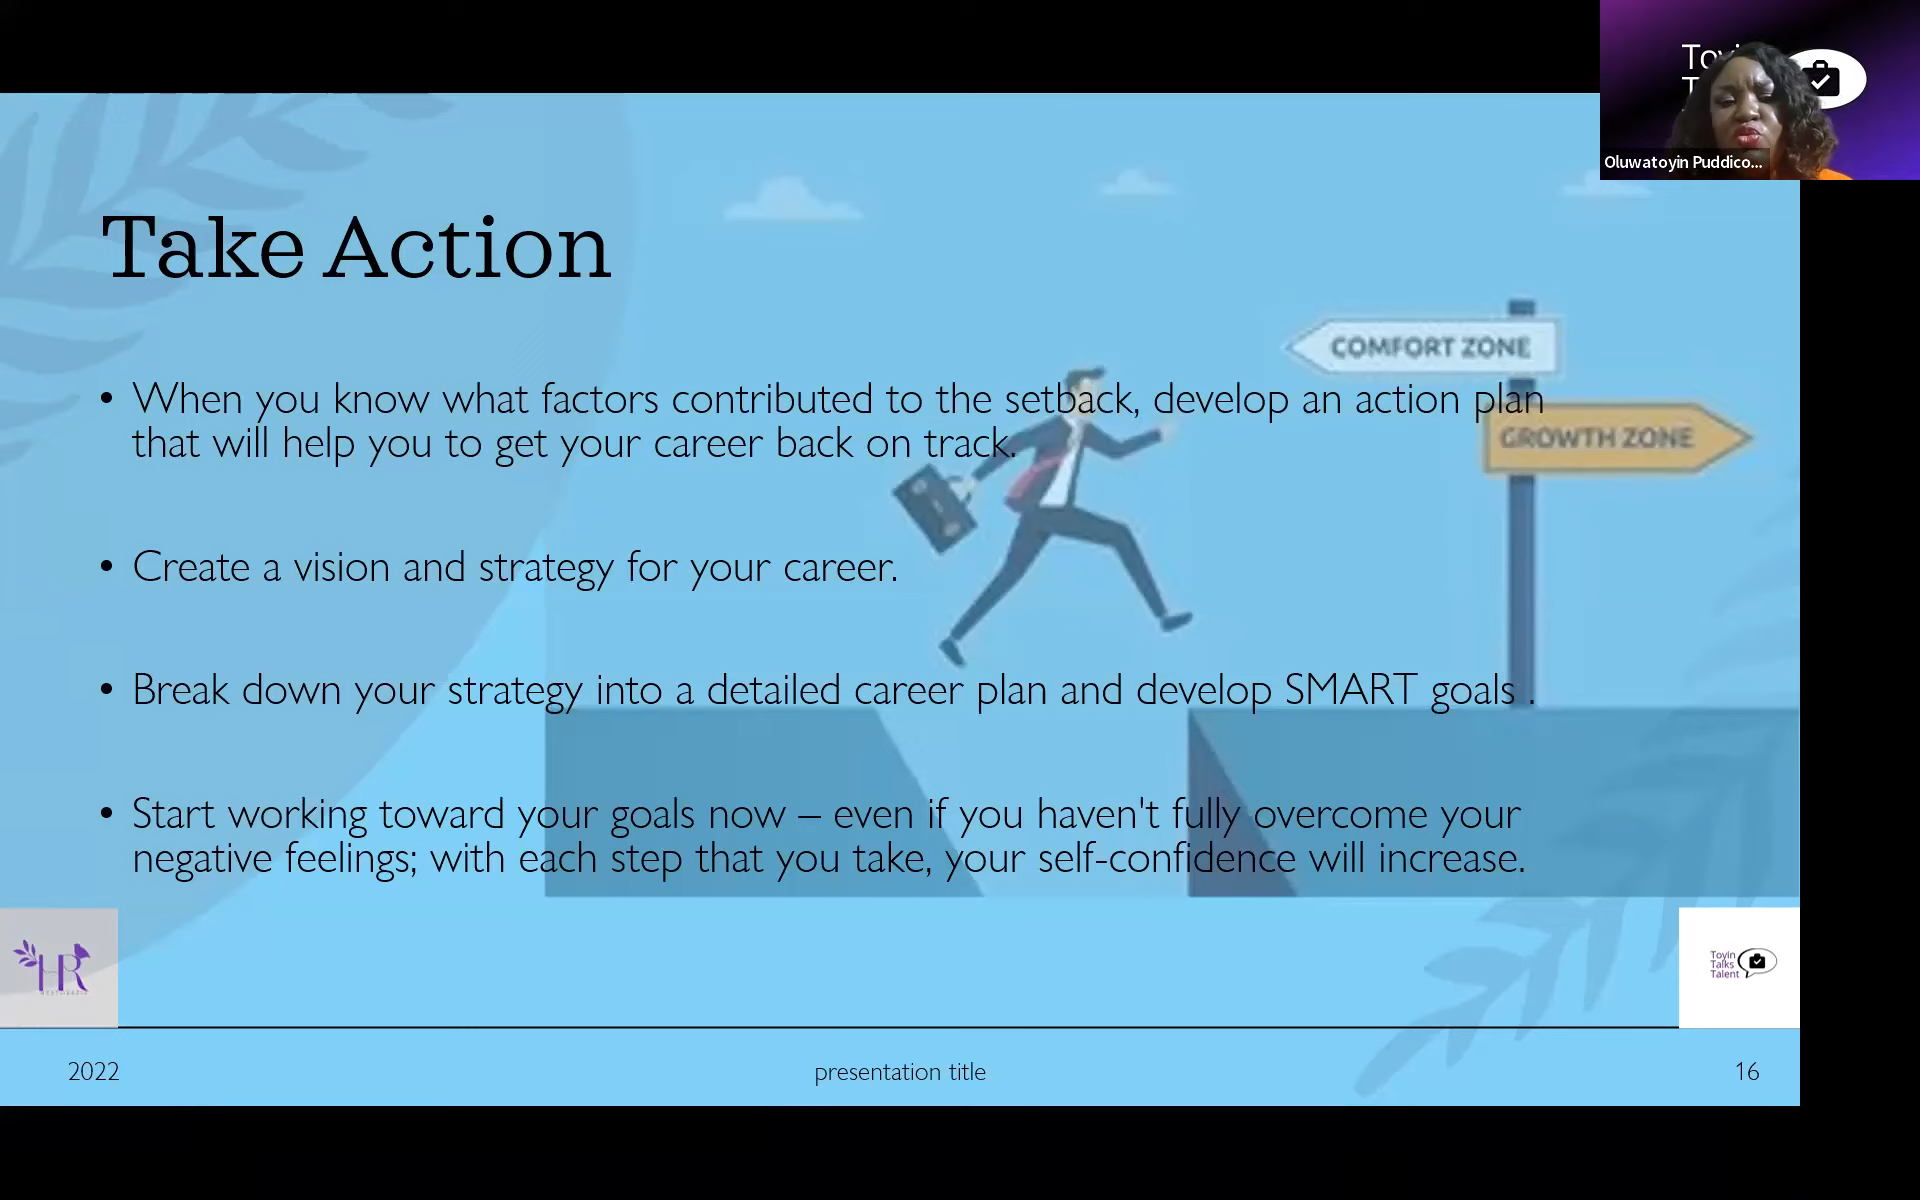 Oluwatoyin Puddico...
Take Action
COMFORT ZONE
GROWTH ZONE
• When you know what factors contributed to the setback, develop an action plan
that will help you to get your career back on track.
• Create a vision and strategy for your career.
• Break down your strategy into a detailed career plan and develop SMART goals .
• Start working toward your goals now – even if you haven't fully overcome your
negative feelings; with each step that you take, your self-confidence will increase.
HR
Toyin
Talks
Talent
2022
presentation title
16